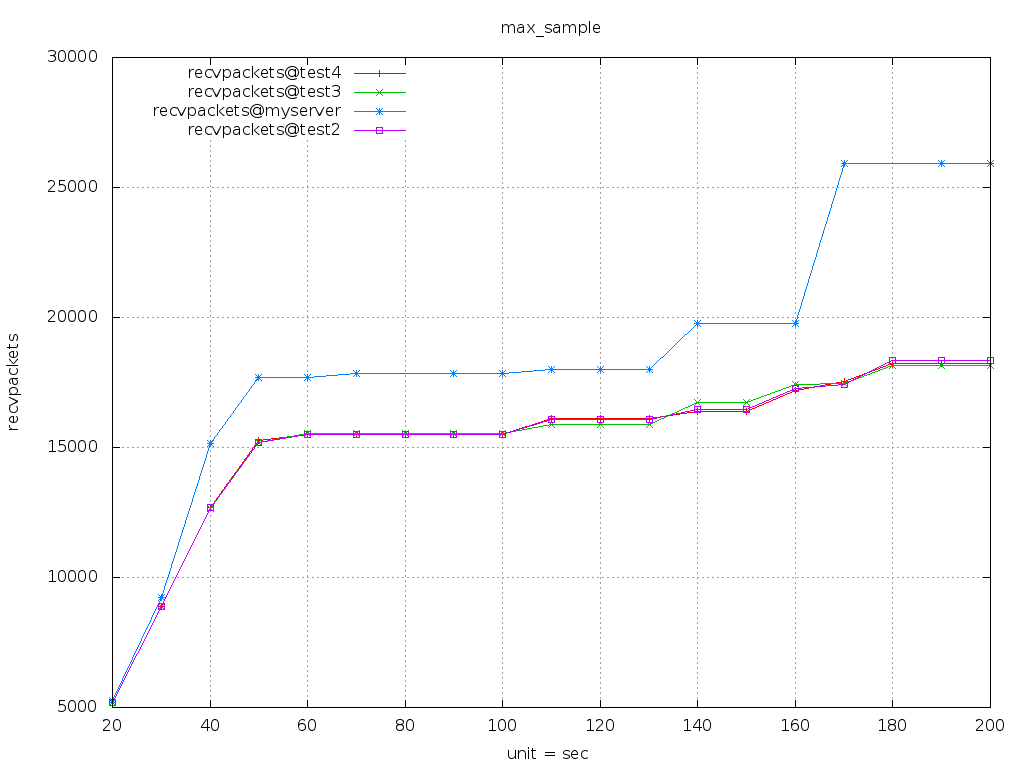 max_sample
30000
25000
20000
15000
10000
5000
recvpackets
recvpackets@test4
recvpackets@test3
recvpackets@myserver
recvpackets@test2
20 40 60 80 100 120 140 160 180 200
unit = sec